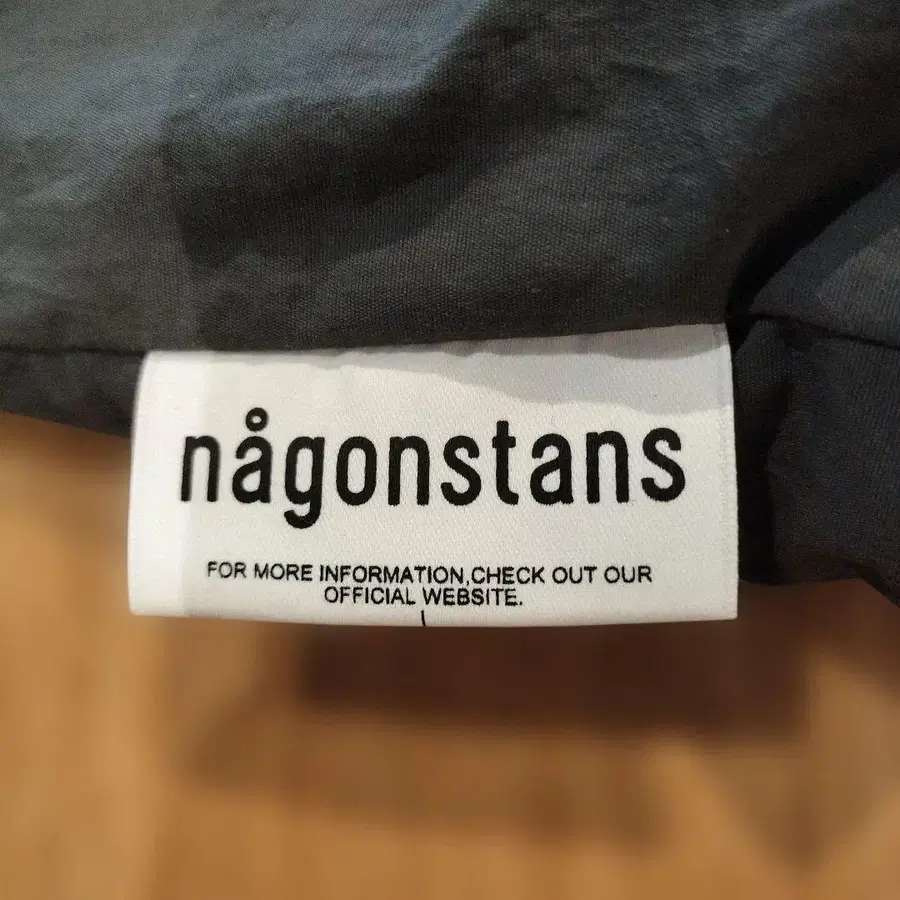 någonstans
FOR MORE INFORMATION,CHECK OUT OUR
OFFICIAL WEBSITE.